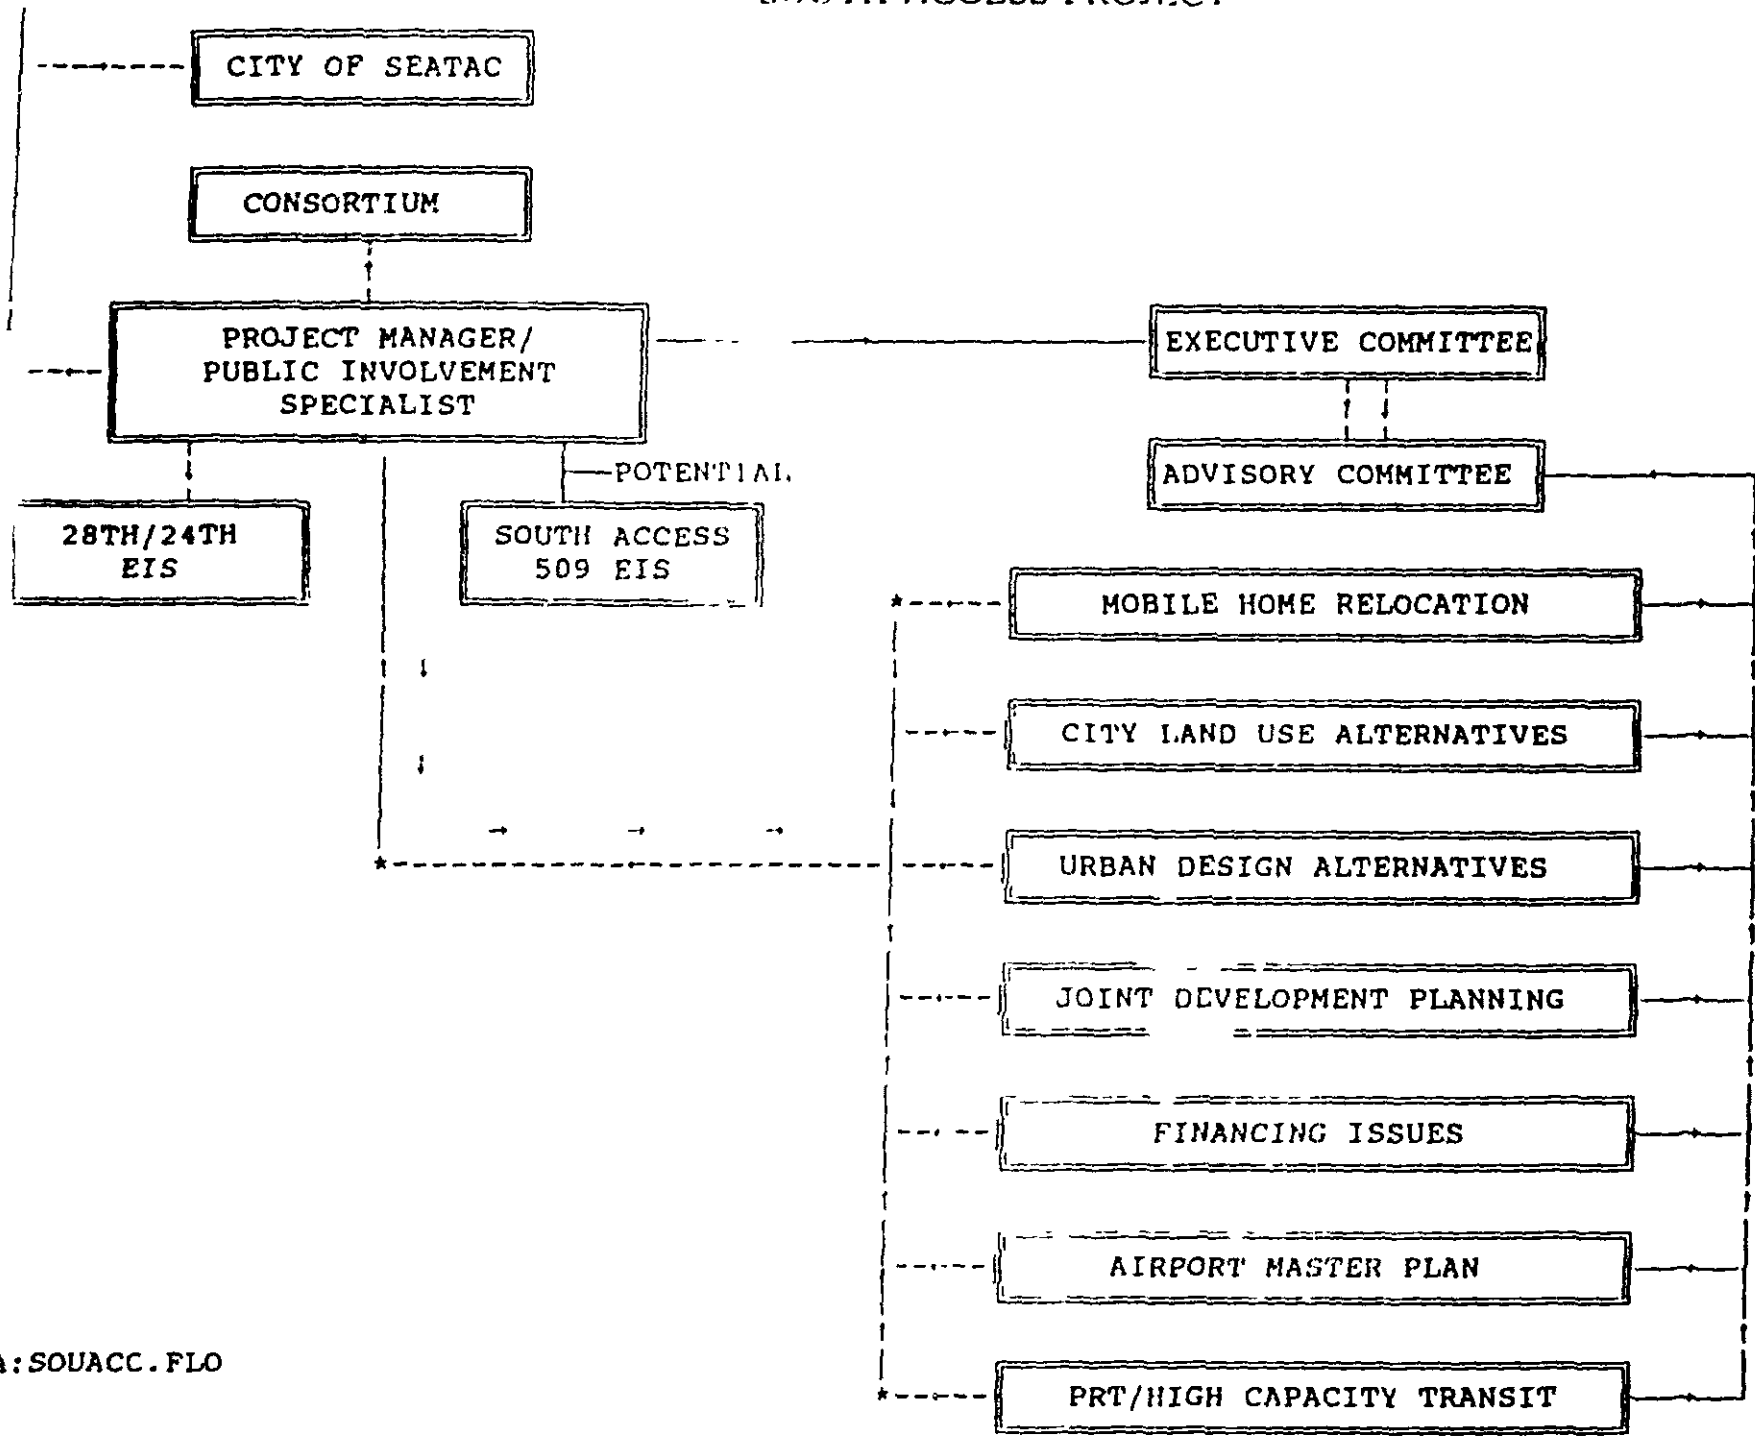 ACCESS PROJECT
CITY OF SEATAC
CONSORTIUM
PROJECT MANAGER/
PUBLIC INVOLVEMENT
SPECIALIST
EXECUTIVE COMMITTEE
ADVISORY COMMITTEE
POTENTIAL
28TH/24TH
EIS
SOUTH ACCESS
509 EIS
MOBILE HOME RELOCATION
CITY LAND USE ALTERNATIVES
URBAN DESIGN ALTERNATIVES
JOINT DEVELOPMENT PLANNING
FINANCING ISSUES
AIRPORT MASTER PLAN
PRT/HIGH CAPACITY TRANSIT
A:SOUACC.FLO